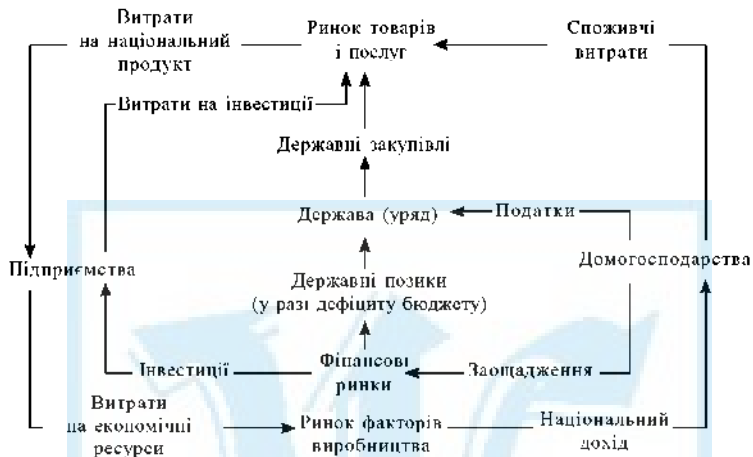 Витрати
на національний
продукт
Ринок товарів
і послуг
Споживчі
витрати
Витрати на інвестиції
Державні закупівлі
Держава (уряд)
Податки
Підприємства
Домогосподарства
Державні позики
(у разі дефіциту бюджету)
Інвестиції
Фінансові
ринки
Заощадження
Витрати
на економічні
ресурси
Ринок факторів
виробництва
Національний
дохід